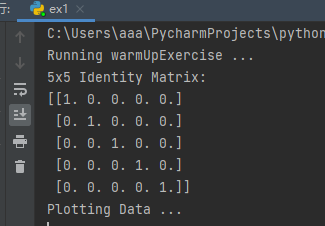 行: ex1
C:\Users\aaa\PycharmProjects\python
Running warmUpExercise ...
5x5 Identity Matrix:
[[1. 0. 0. 0. 0.]
 [0. 1. 0. 0. 0.]
 [0. 0. 1. 0. 0.]
 [0. 0. 0. 1. 0.]
 [0. 0. 0. 0. 1.]]
Plotting Data ...